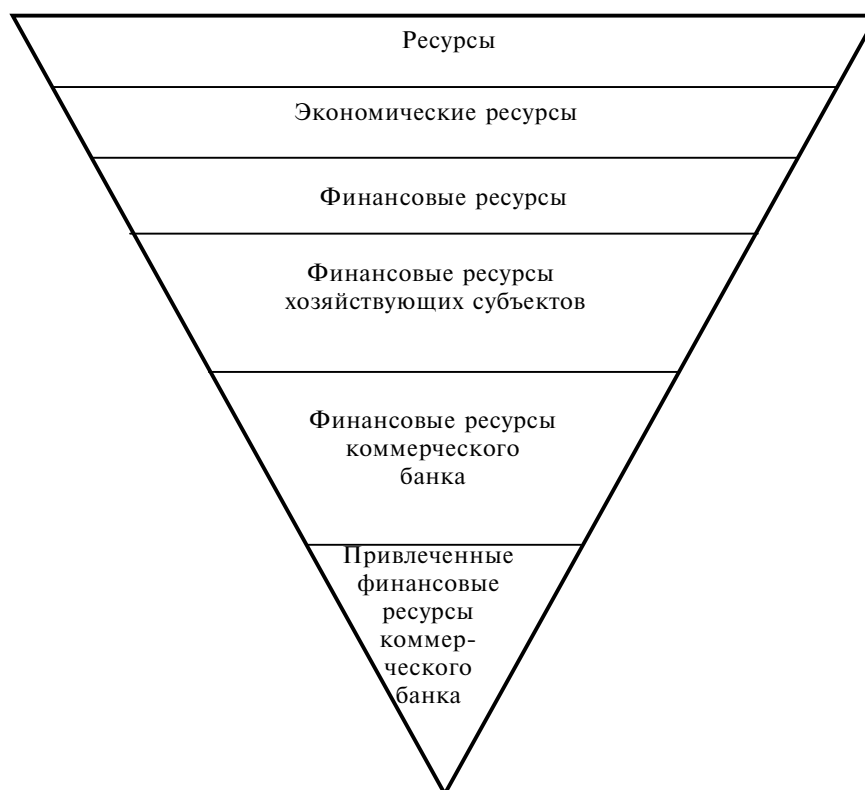 Ресурсы
Экономические ресурсы
Финансовые ресурсы
Финансовые ресурсы
хозяйствующих субъектов
Финансовые ресурсы
коммерческого
банка
Привлеченные
финансовые
ресурсы
коммер-
ческого
банка